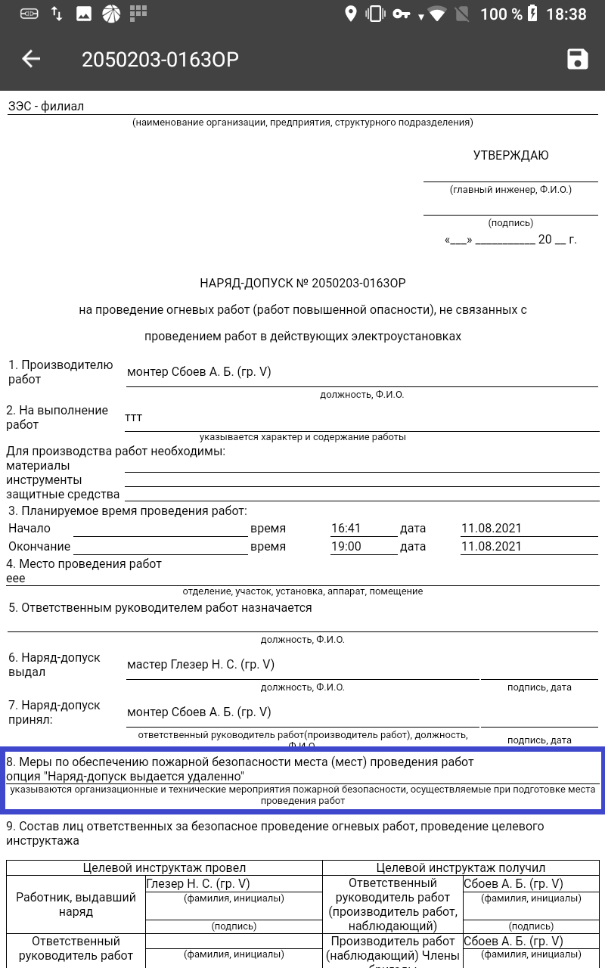 100 % 18:38
2050203-0163ОР
ЗЭС - филиал
(наименование организации, предприятия, структурного подразделения)
УТВЕРЖДАЮ
(главный инженер, Ф.И.О.)
(подпись)
«___» ___________ 20 __ г.
НАРЯД-ДОПУСК № 2050203-0163ОР
на проведение огневых работ (работ повышенной опасности), не связанных с
проведением работ в действующих электроустановках
1. Производителю
работ
монтер Сбоев А. Б. (гр. V)
должность, Ф.И.О.
2. На выполнение
работ
ттт
указывается характер и содержание работы
Для производства работ необходимы:
материалы
инструменты
защитные средства
3. Планируемое время проведения работ:
Начало время 16:41 дата 11.08.2021
Окончание время 19:00 дата 11.08.2021
4. Место проведения работ
еее
отделение, участок, установка, аппарат, помещение
5. Ответственным руководителем работ назначается
должность, Ф.И.О.
6. Наряд-допуск
выдал
мастер Глезер Н. С. (гр. V)
должность, Ф.И.О. подпись, дата
7. Наряд-допуск
принял:
монтер Сбоев А. Б. (гр. V)
ответственный руководитель работ(производитель работ), должность,
Ф.И.О.
подпись, дата
8. Меры по обеспечению пожарной безопасности места (мест) проведения работ
опция "Наряд-допуск выдается удаленно"
указываются организационные и технические мероприятия пожарной безопасности, осуществляемые при подготовке места
проведения работ
9. Состав лиц ответственных за безопасное проведение огневых работ, проведение целевого
инструктажа
Целевой инструктаж провел Целевой инструктаж получил
Работник, выдавший
наряд
Глезер Н. С. (гр. V)
(фамилия, инициалы)
(подпись)
Ответственный
руководитель работ
(производитель работ,
наблюдающий)
Сбоев А. Б. (гр. V)
(фамилия, инициалы)
(подпись)
Ответственный
руководитель работ
(фамилия, инициалы)
Производитель работ
(наблюдающий) Члены
бригады
Сбоев А. Б. (гр. V)
(фамилия, инициалы)